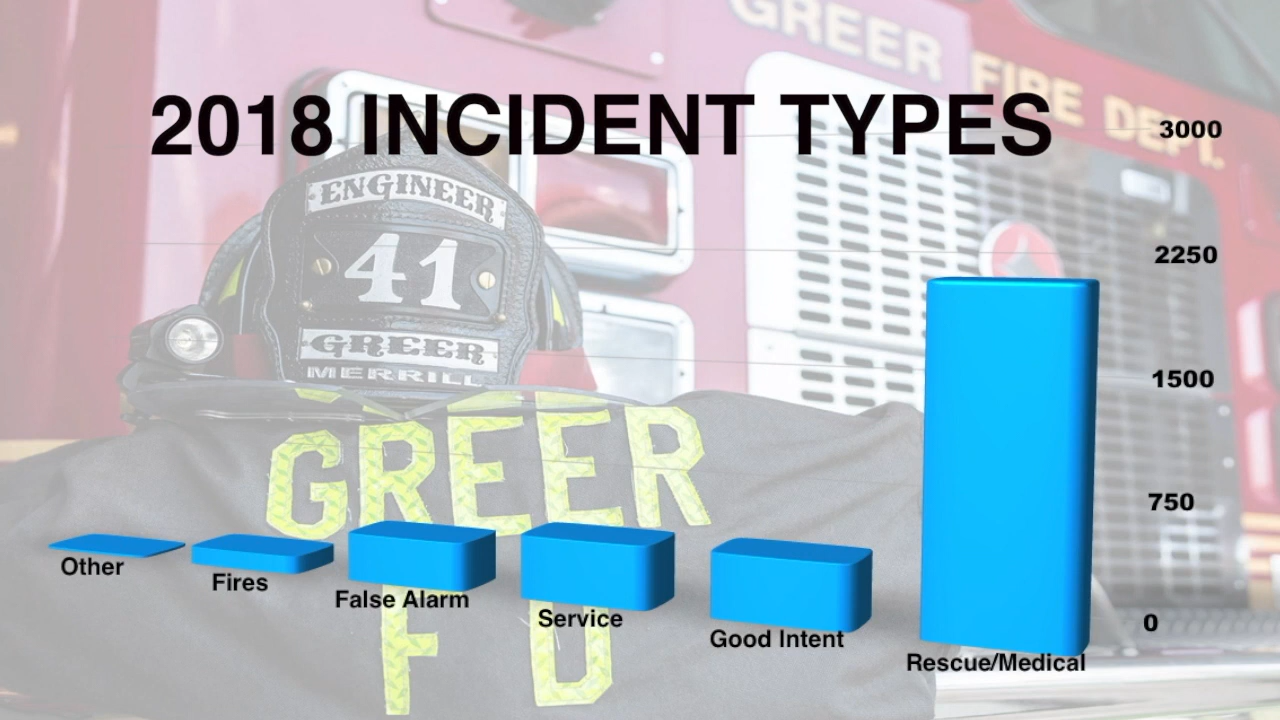 GREER FIRE DEPT.
2018 INCIDENT TYPES
3000
ENGINEER
41
GREER
MERRILL
2250
1500
750
0
GREER
F D
Other
Fires
False Alarm
Service
Good Intent
Rescue/Medical